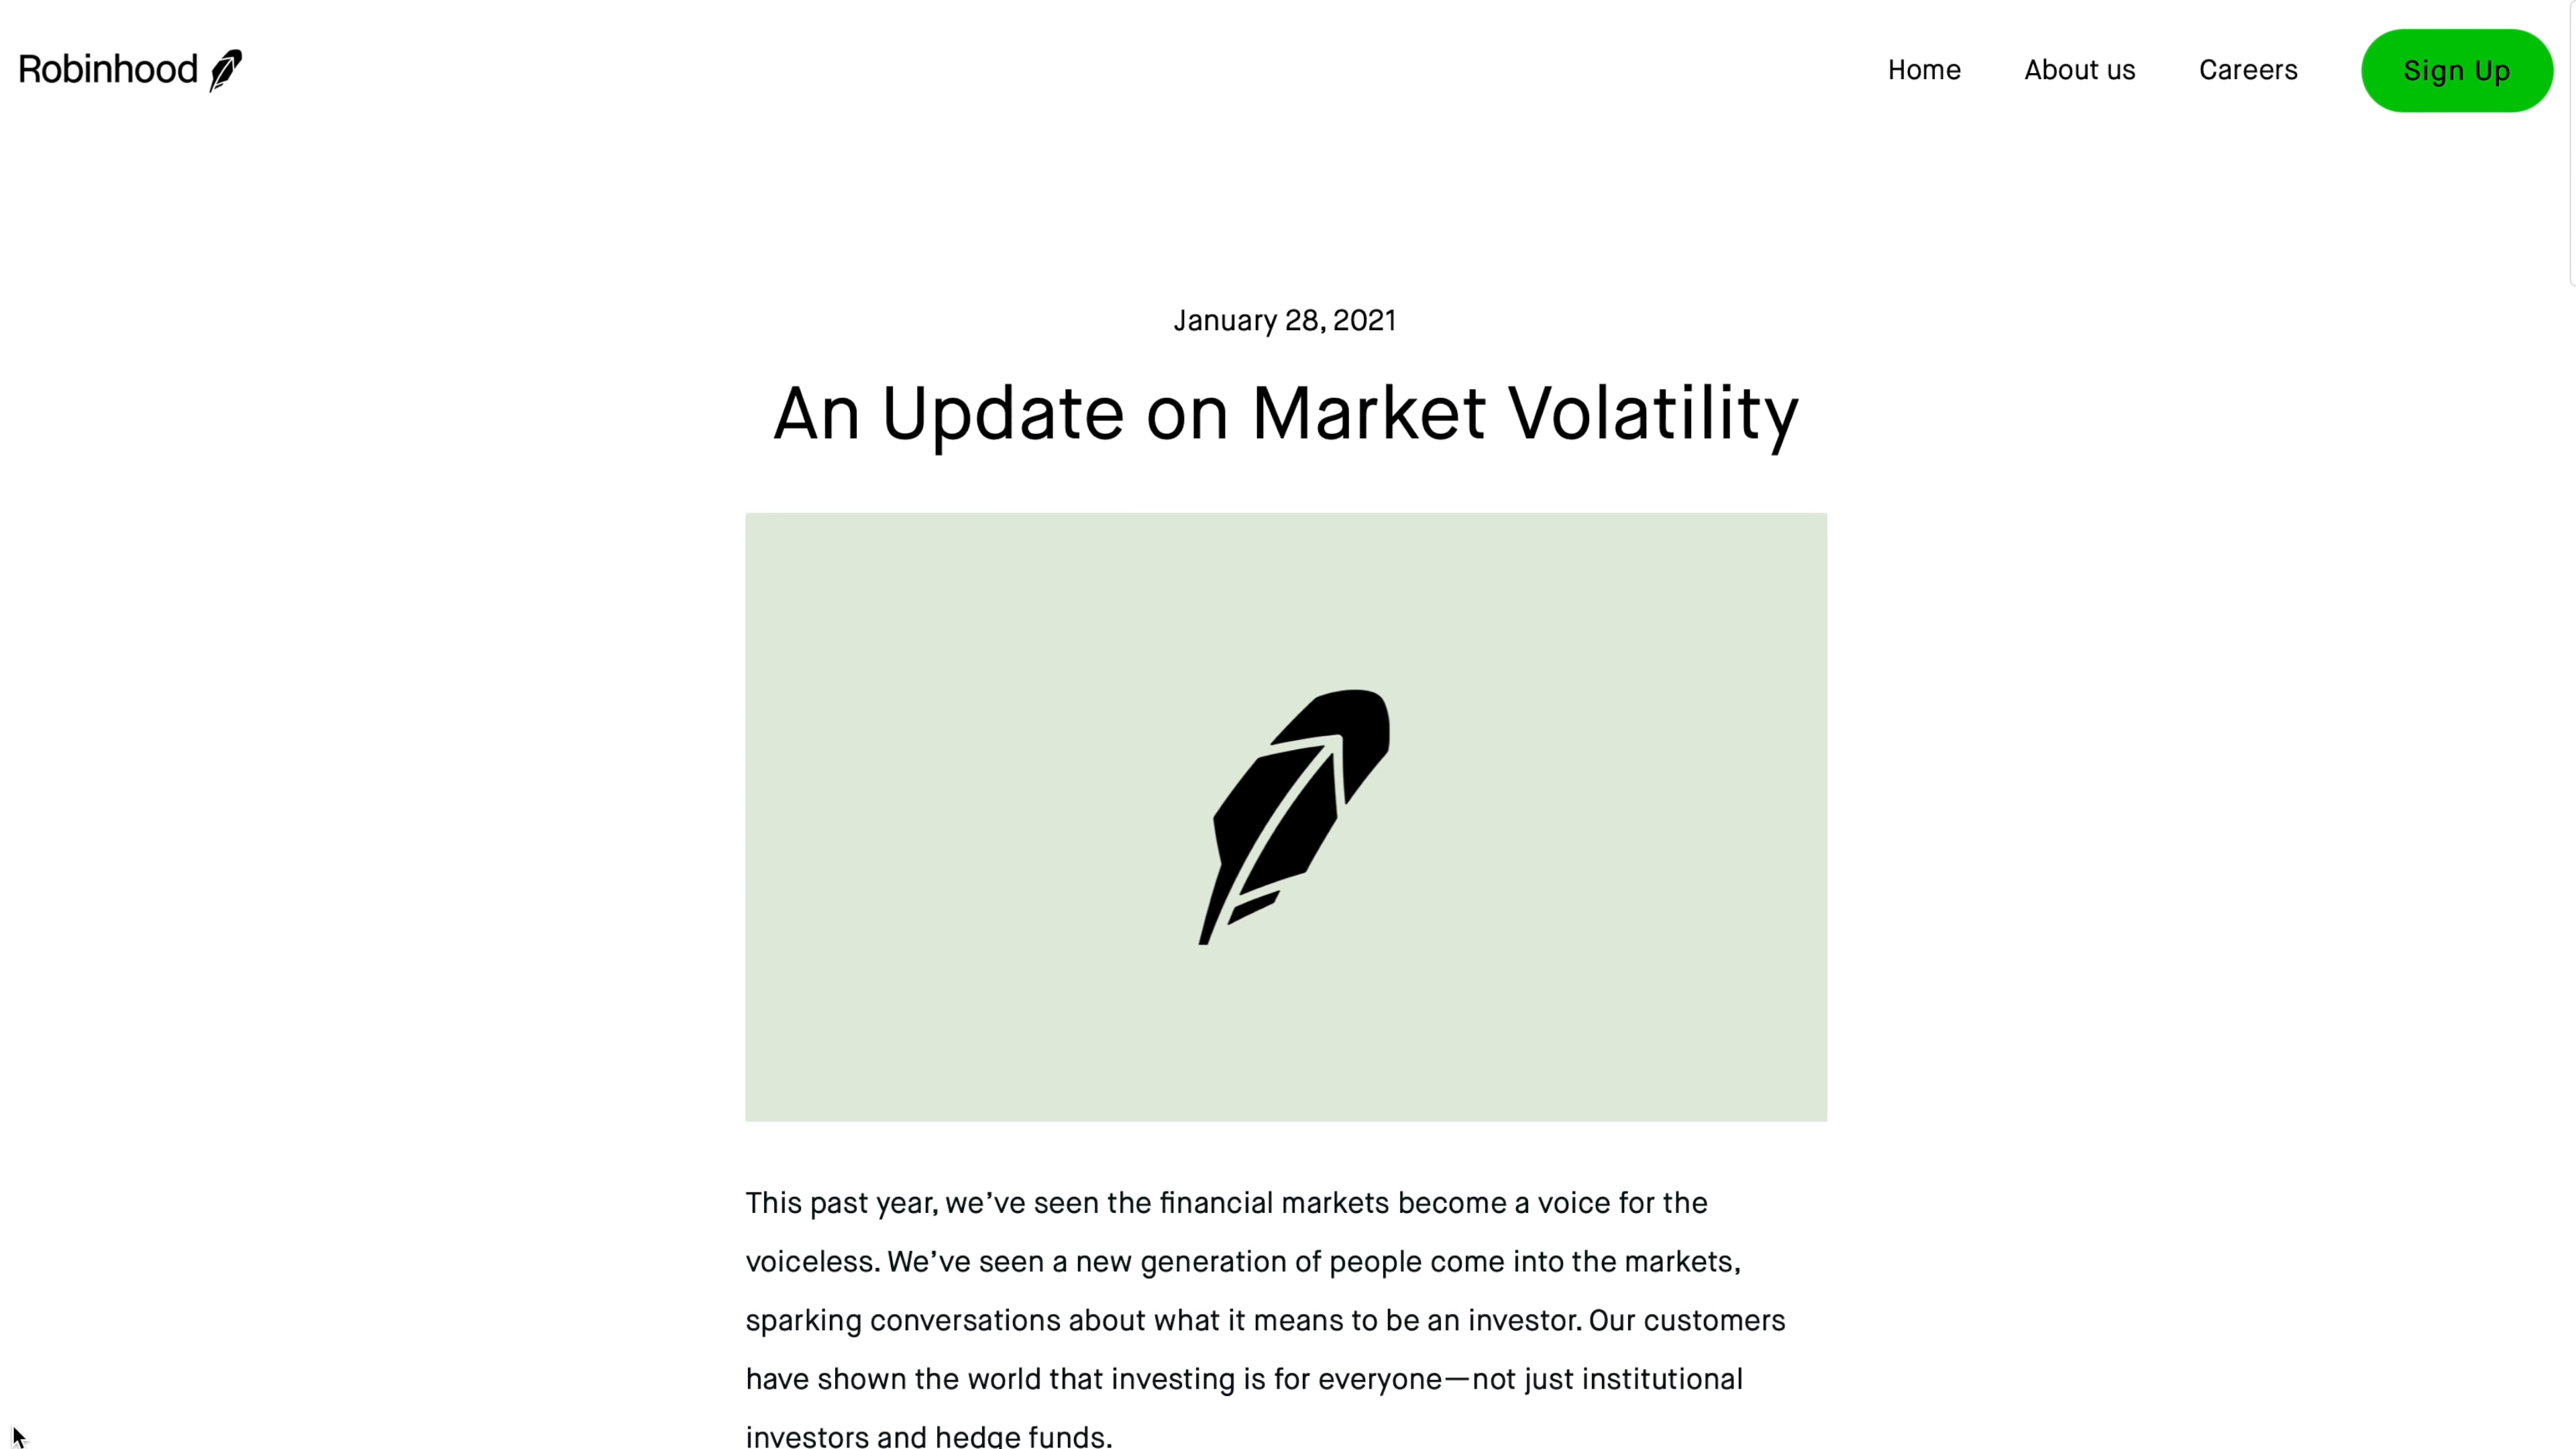 Robinhood
Home
About us
Careers
Sign Up
January 28, 2021
An Update on Market Volatility
This past year, we’ve seen the financial markets become a voice for the
voiceless. We’ve seen a new generation of people come into the markets,
sparking conversations about what it means to be an investor. Our customers
have shown the world that investing is for everyone—not just institutional
investors and hedge funds.